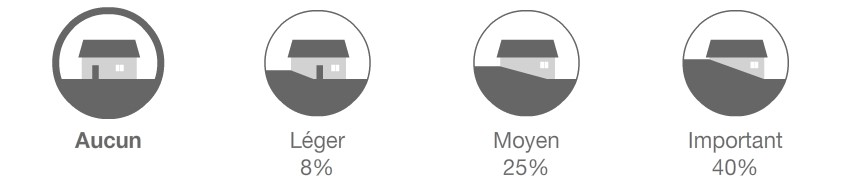 Aucun
Léger
8%
Moyen
25%
Important
40%